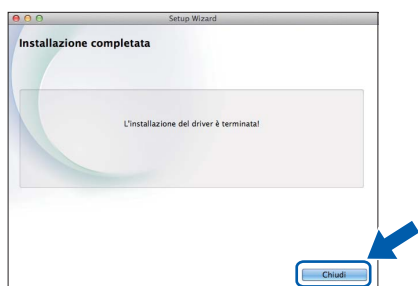 Setup Wizard
Installazione completata
L'installazione del driver è terminata!
Chiudi